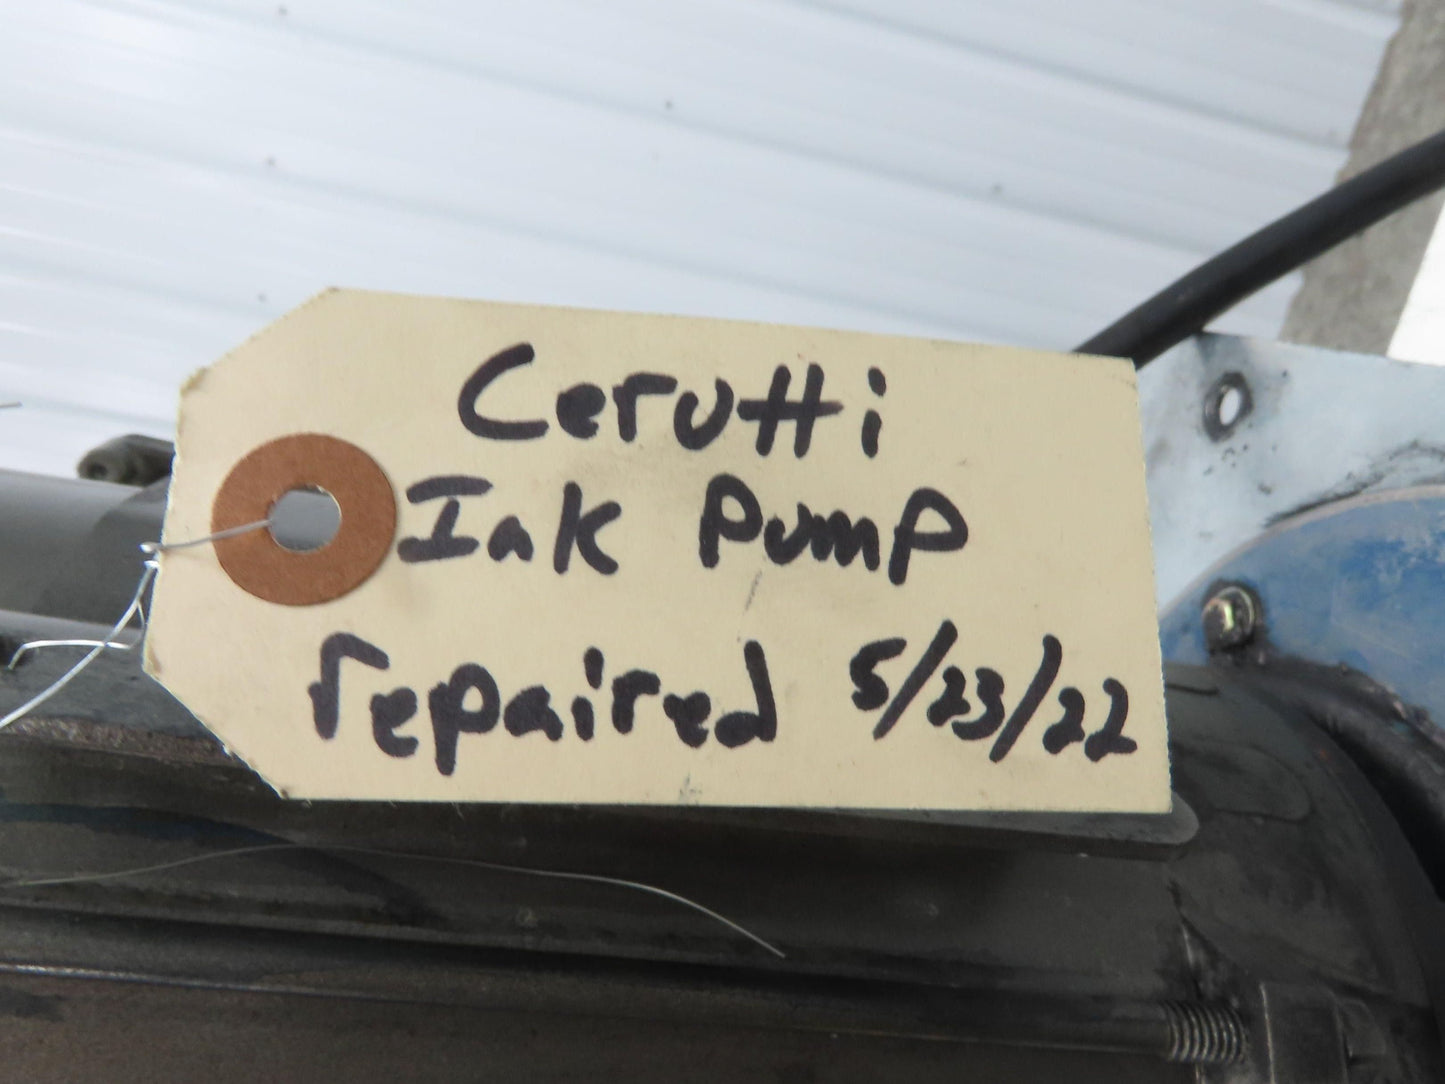 Cerutti
Ink Pump
repaired 5/23/22